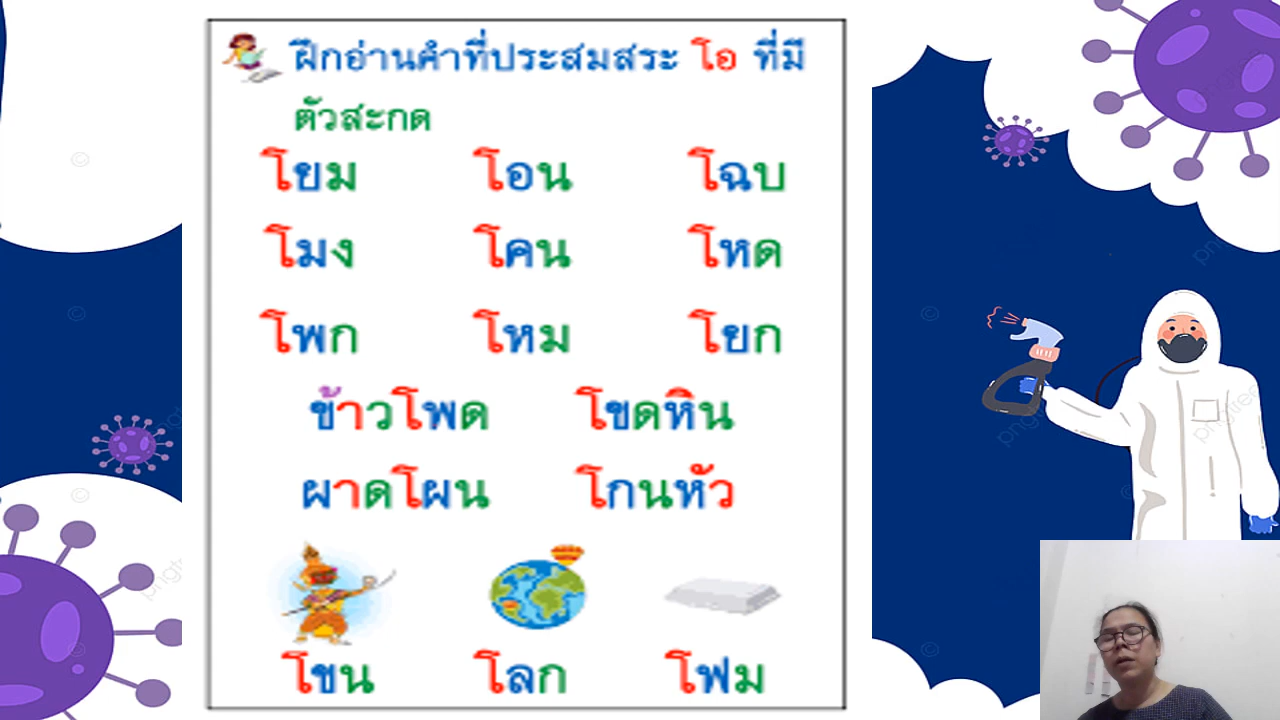 ฝึกอ่านคำที่ประสมสระ โอ ที่มี
ตัวสะกด
โยม โอน โฉบ
โมง โคน โหด
โพก โหม โยก
ข้าวโพด โขดหิน
ผาดโผน โกนหัว
โขน โลก โฟม